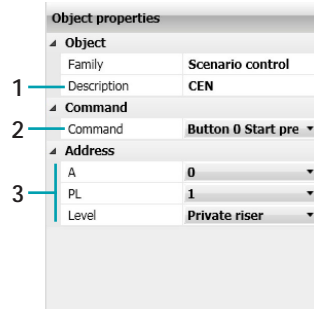 Object properties
Object
Family Scenario control
1 Description CEN
Command
2 Command Button 0 Start pre
Address
A 0
3 PL 1
Level Private riser